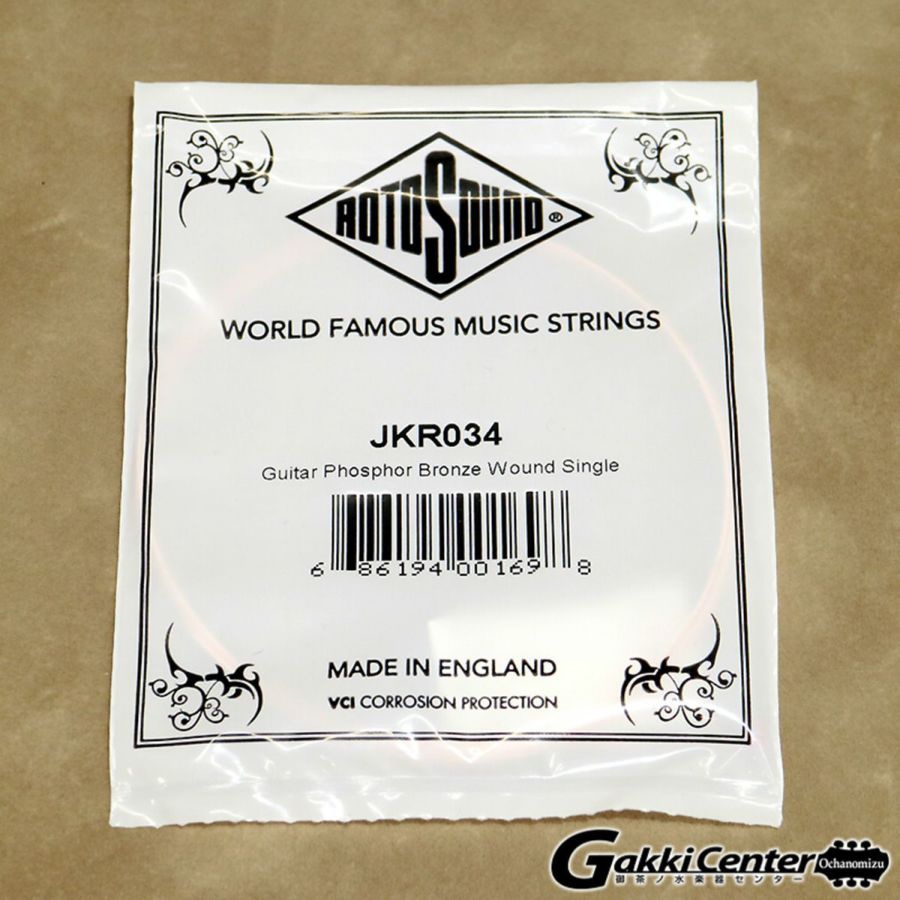 ROTOSOUND®
WORLD FAMOUS MUSIC STRINGS
JKR034
Guitar Phosphor Bronze Wound Single
6 86194 00169 8
MADE IN ENGLAND
VCI CORROSION PROTECTION
GakkiCenter Ochanomizu
御茶ノ水楽器センター